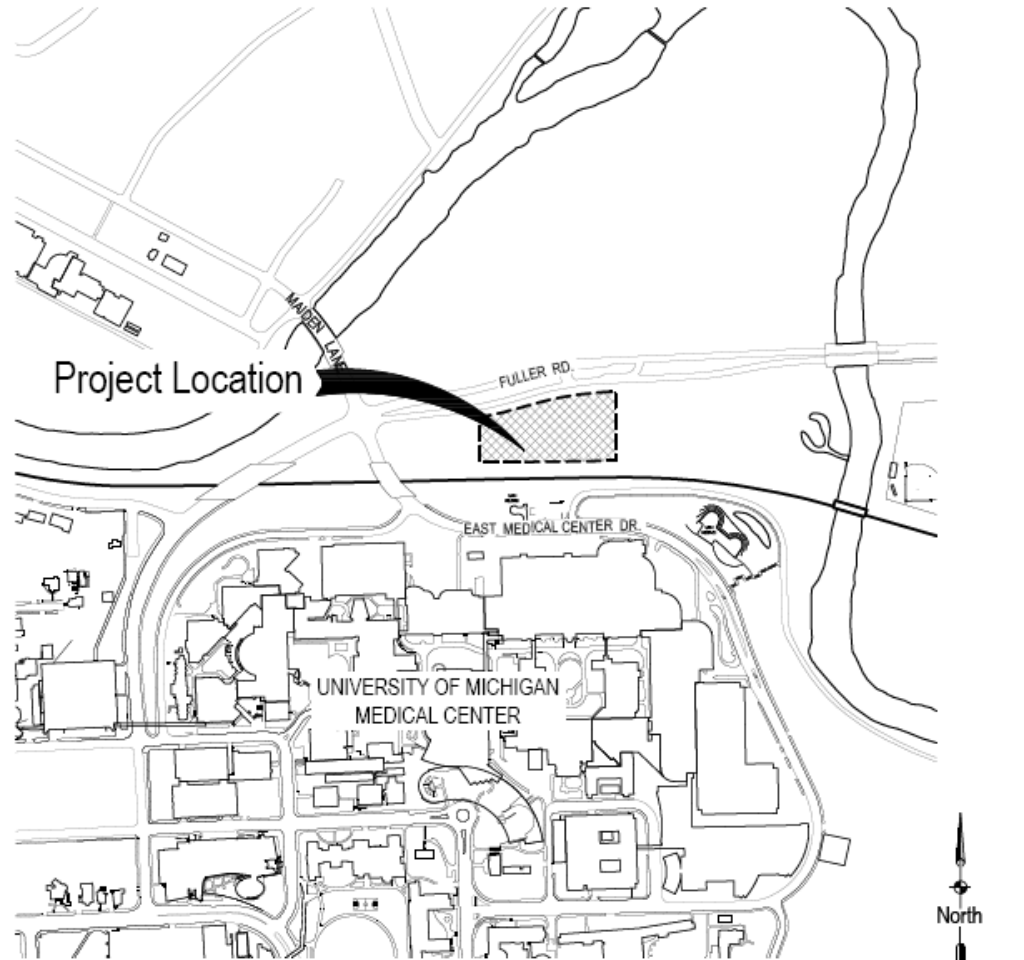 MAIDEN LANE
Project Location
FULLER RD.
EAST MEDICAL CENTER DR.
UNIVERSITY OF MICHIGAN
MEDICAL CENTER
North